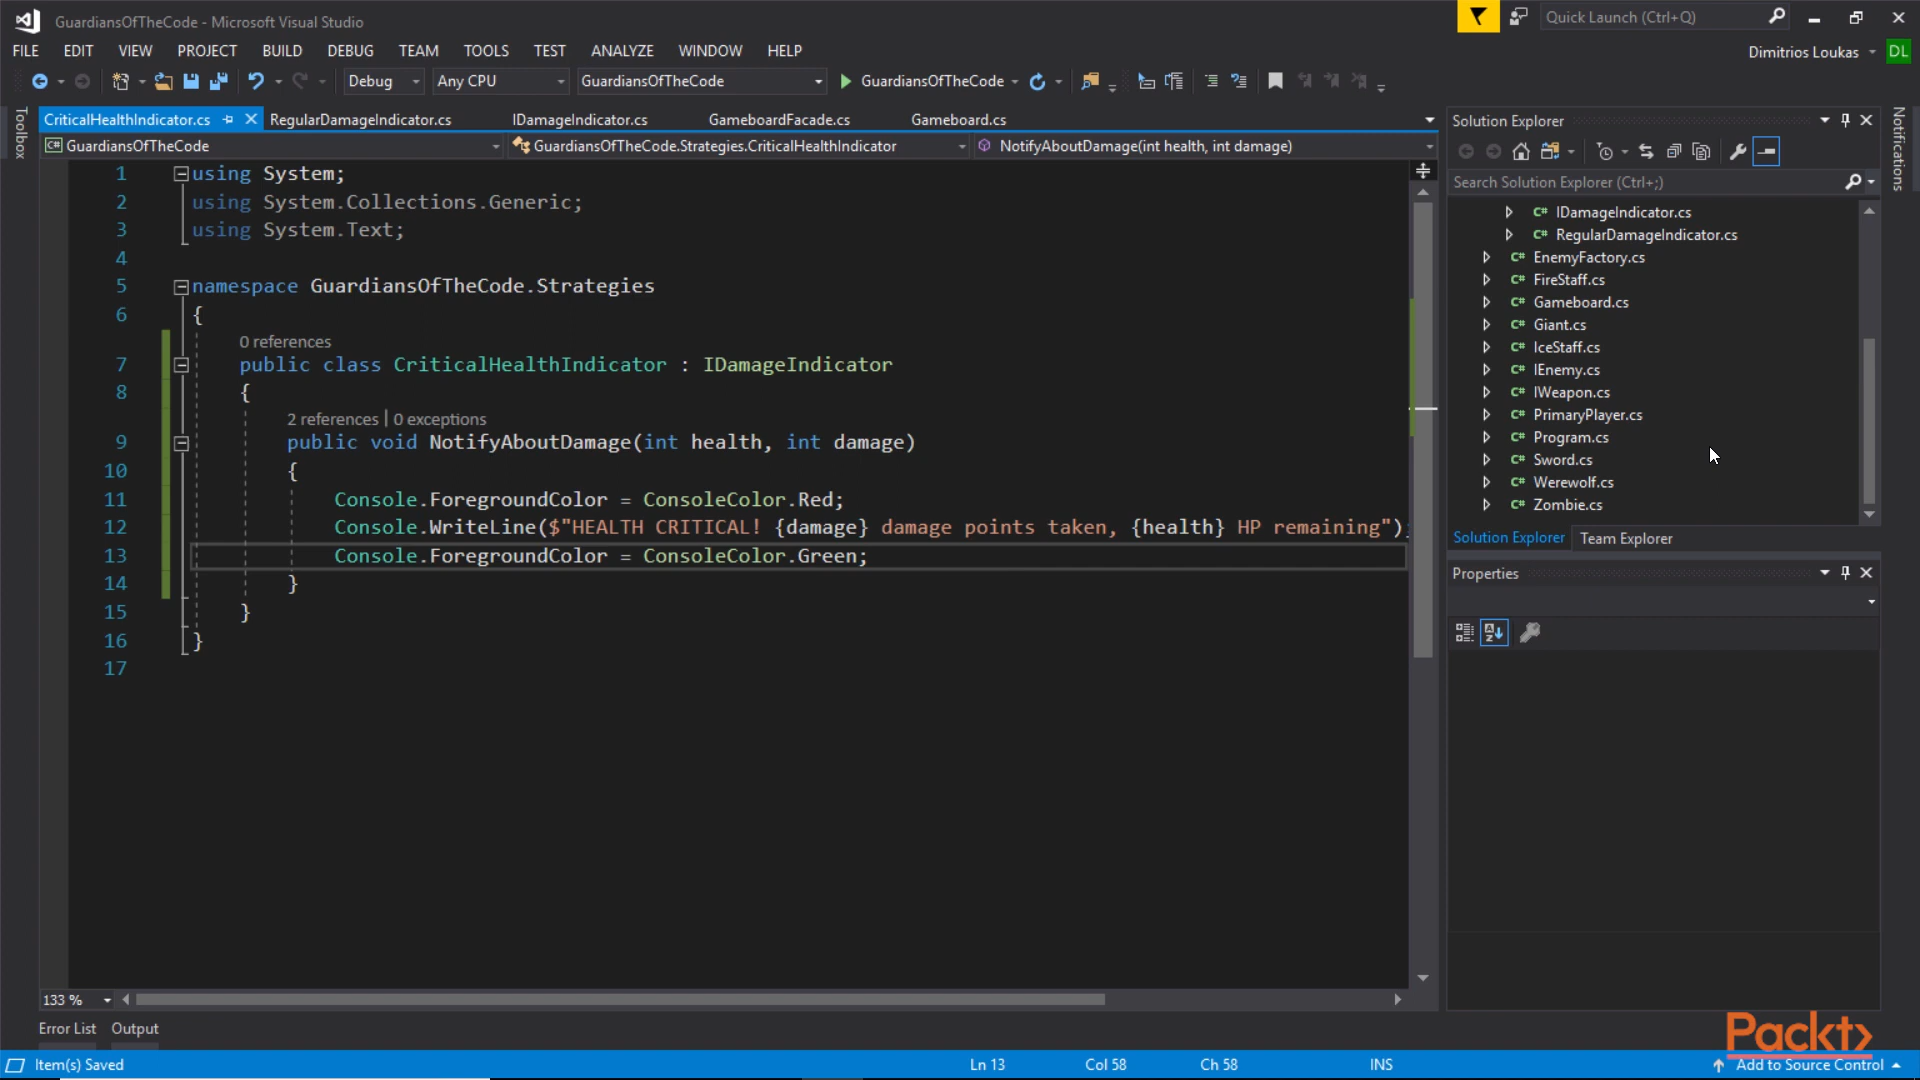 GuardiansOfTheCode - Microsoft Visual Studio
Quick Launch (Ctrl+Q)
FILE EDIT VIEW PROJECT BUILD DEBUG TEAM TOOLS TEST ANALYZE WINDOW HELP
Dimitrios Loukas DL
Debug Any CPU GuardiansOfTheCode GuardiansOfTheCode
Toolbox
CriticalHealthIndicator.cs RegularDamageIndicator.cs IDamageIndicator.cs GameboardFacade.cs Gameboard.cs
C# GuardiansOfTheCode GuardiansOfTheCode.Strategies.CriticalHealthIndicator NotifyAboutDamage(int health, int damage)
1 using System;
2 using System.Collections.Generic;
3 using System.Text;
4
5 namespace GuardiansOfTheCode.Strategies
6 {
0 references
7 public class CriticalHealthIndicator : IDamageIndicator
8 {
2 references | 0 exceptions
9 public void NotifyAboutDamage(int health, int damage)
10 {
11 Console.ForegroundColor = ConsoleColor.Red;
12 Console.WriteLine($"HEALTH CRITICAL! {damage} damage points taken, {health} HP remaining");
13 Console.ForegroundColor = ConsoleColor.Green;
14 }
15 }
16 }
17
133 %
Error List Output
Solution Explorer
Search Solution Explorer (Ctrl+;)
C# IDamageIndicator.cs
C# RegularDamageIndicator.cs
C# EnemyFactory.cs
C# FireStaff.cs
C# Gameboard.cs
C# Giant.cs
C# IceStaff.cs
C# IEnemy.cs
C# IWeapon.cs
C# PrimaryPlayer.cs
C# Program.cs
C# Sword.cs
C# Werewolf.cs
C# Zombie.cs
Solution Explorer Team Explorer
Properties
Notifications
Packt>
Item(s) Saved Ln 13 Col 58 Ch 58 INS Add to Source Control